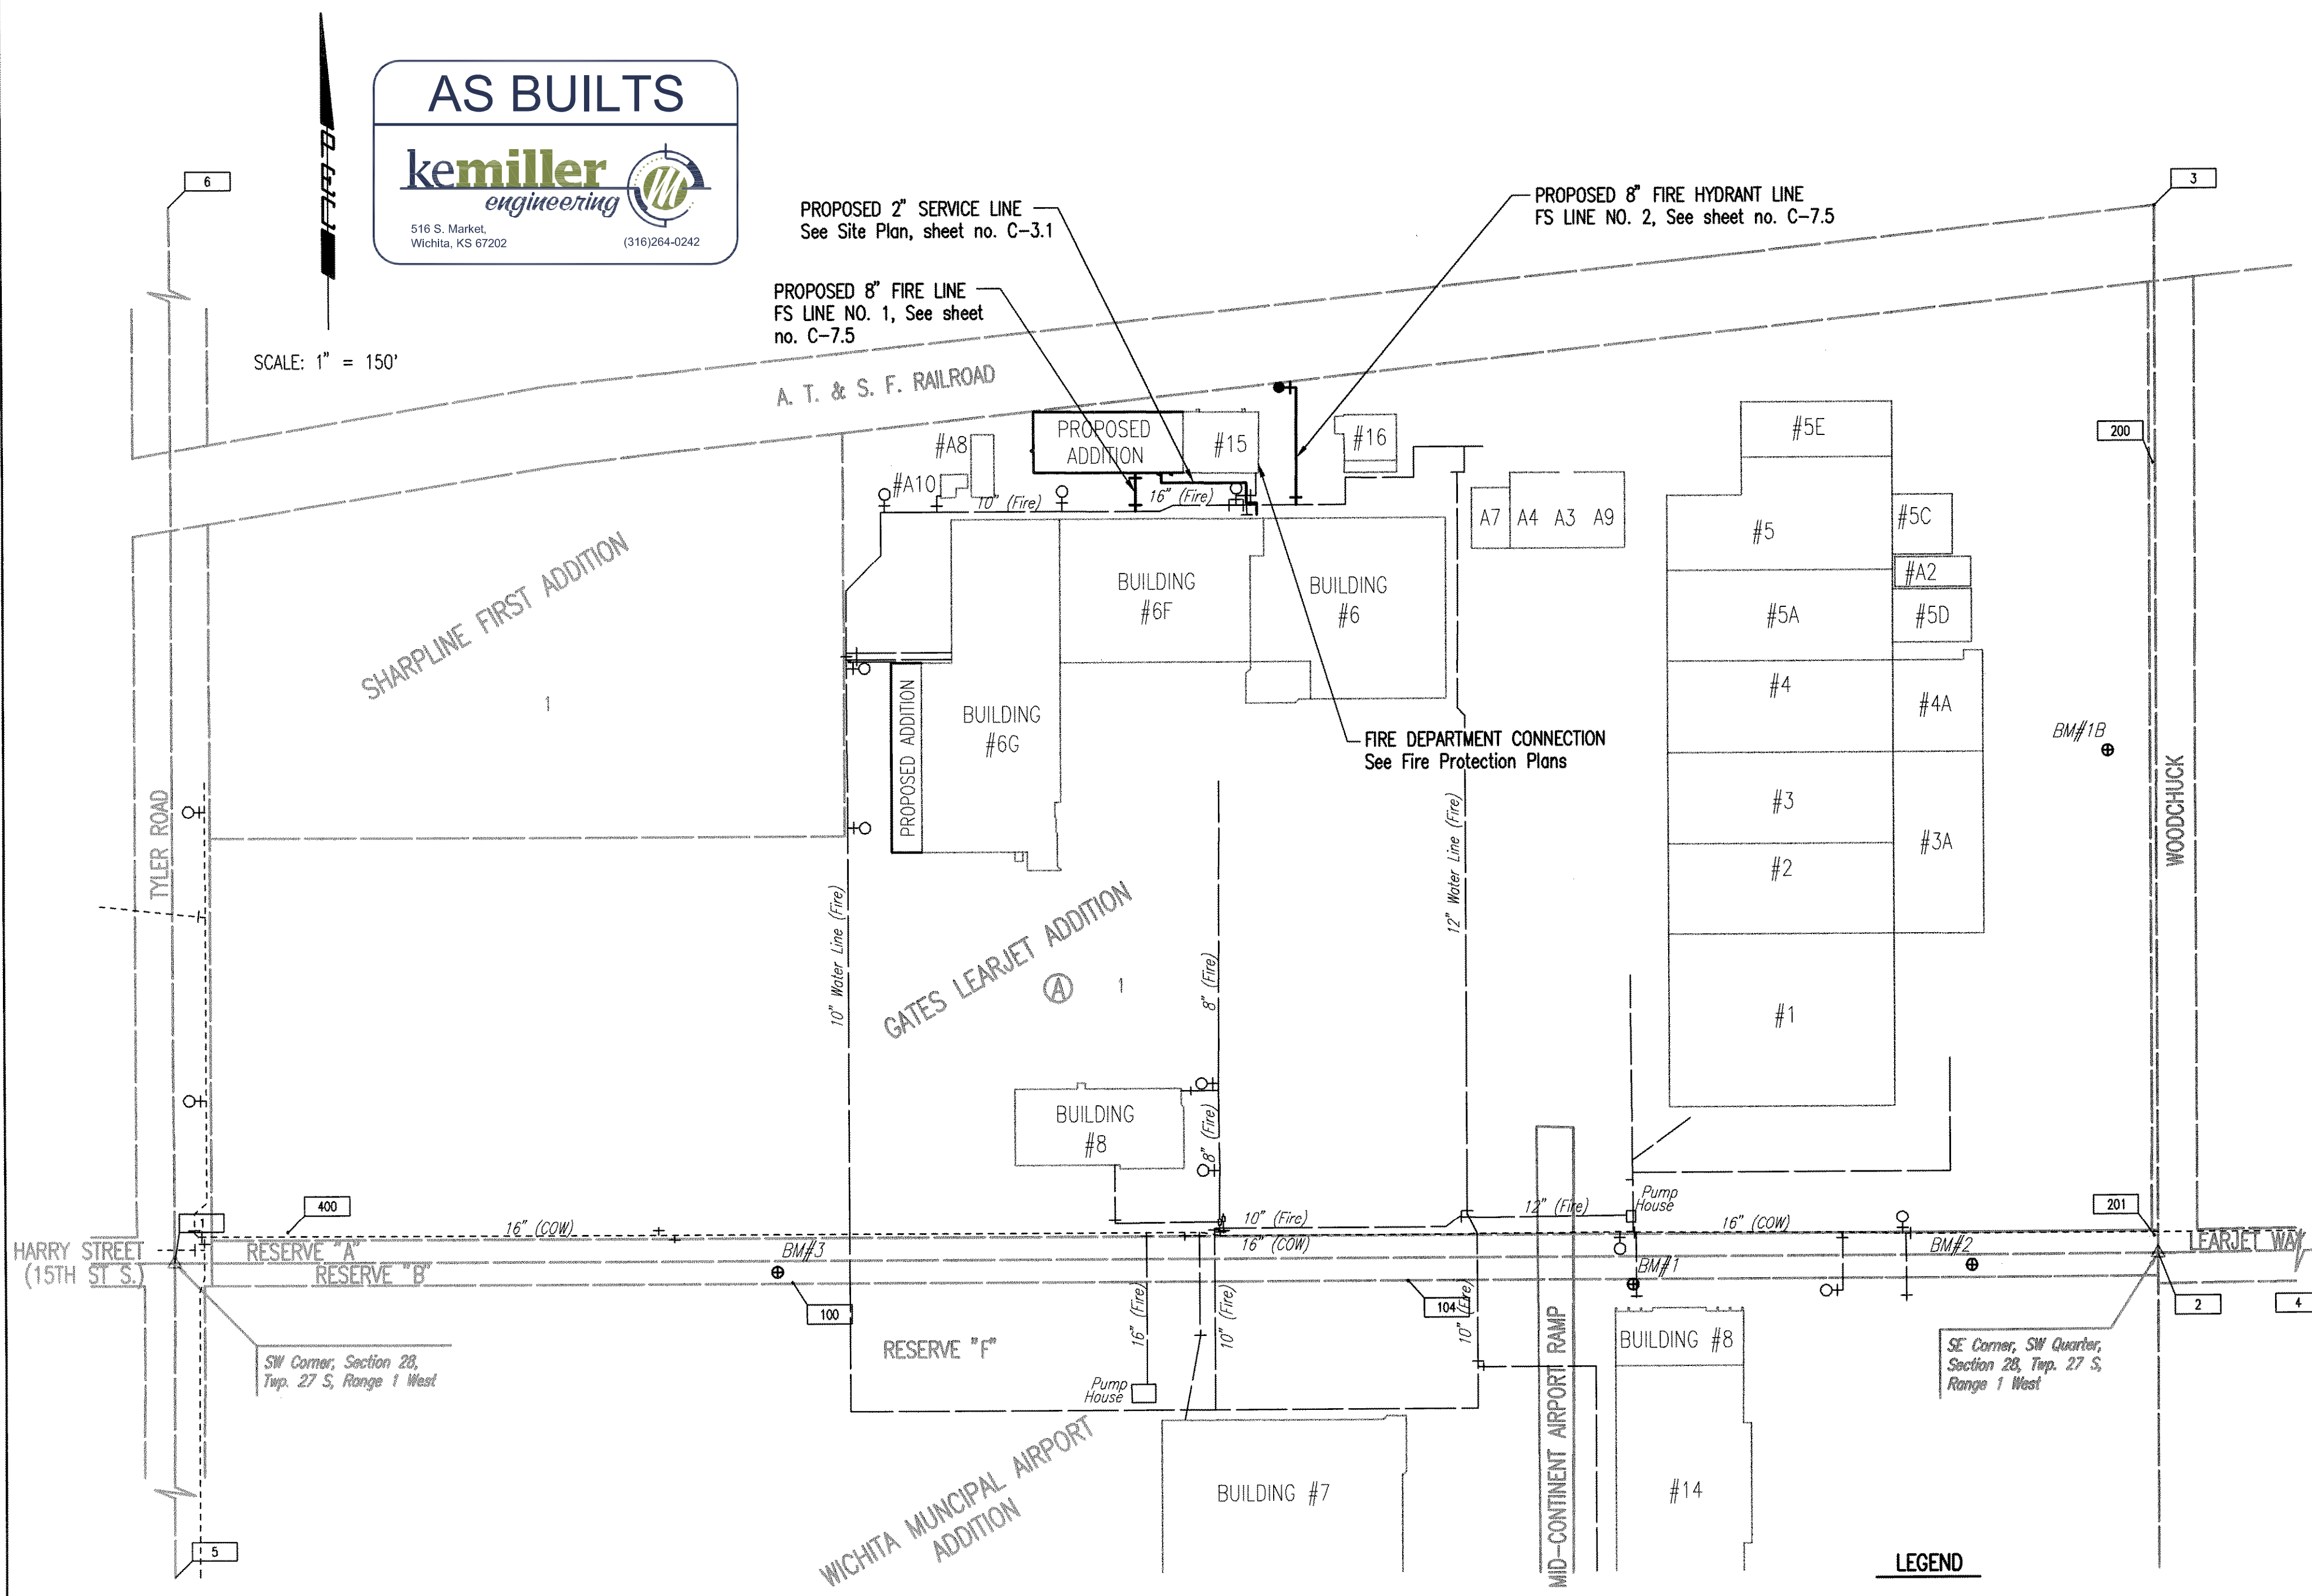 AS BUILTS
kemiller
engineering
516 S. Market,
Wichita, KS 67202
(316)264-0242
6
3
SCALE: 1" = 150'
PROPOSED 2" SERVICE LINE
See Site Plan, sheet no. C-3.1
PROPOSED 8" FIRE HYDRANT LINE
FS LINE NO. 2, See sheet no. C-7.5
PROPOSED 8" FIRE LINE
FS LINE NO. 1, See sheet
no. C-7.5
A. T. & S. F. RAILROAD
PROPOSED
ADDITION
#15
#16
#A8
#A10
10" (Fire)
16" (Fire)
#5E
200
A7
A4
A3
A9
#5
#5C
#A2
#5A
#5D
#4
#4A
#3
#3A
#2
#1
BM#1B
BUILDING
#6F
BUILDING
#6
BUILDING
#6G
PROPOSED ADDITION
SHARPLINE FIRST ADDITION
1
FIRE DEPARTMENT CONNECTION
See Fire Protection Plans
TYLER ROAD
WOODCHUCK
10" Water Line (Fire)
12" Water Line (Fire)
8" (Fire)
GATES LEARJET ADDITION
A
1
BUILDING
#8
8" (Fire)
Pump
House
400
1
201
16" (COW)
10" (Fire)
12" (Fire)
16" (COW)
16" (COW)
HARRY STREET
(15TH ST S.)
RESERVE "A"
RESERVE "B"
BM#3
BM#1
BM#2
LEARJET WAY
100
104
2
4
16" (Fire)
10" (Fire)
10" (Fire)
RESERVE "F"
Pump
House
SW Corner, Section 28,
Twp. 27 S, Range 1 West
SE Corner, SW Quarter,
Section 28, Twp. 27 S,
Range 1 West
MID-CONTINENT AIRPORT RAMP
BUILDING #8
#14
BUILDING #7
WICHITA MUNCIPAL AIRPORT
ADDITION
5
LEGEND